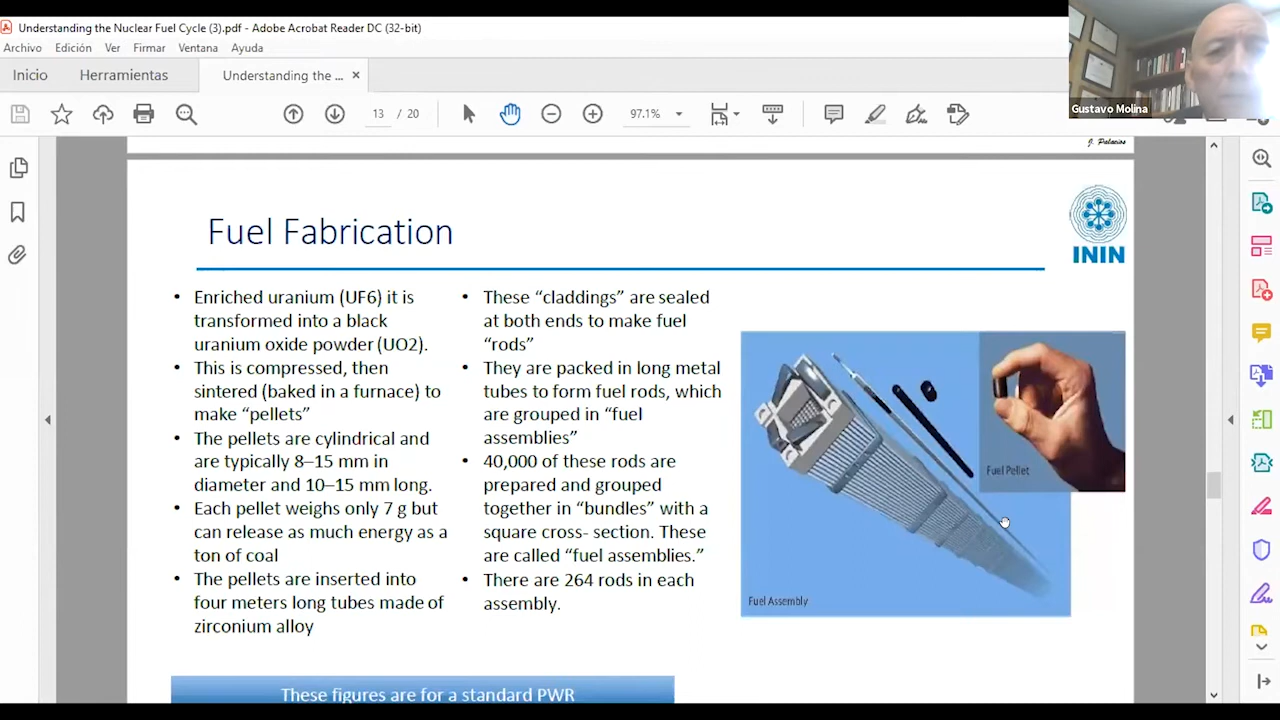 Understanding the Nuclear Fuel Cycle (3).pdf - Adobe Acrobat Reader DC (32-bit)
Archivo Edición Ver Firmar Ventana Ayuda
Inicio Herramientas Understanding the ... ×
13 / 20 97.1%
Gustavo Molina
J. Palacios
Fuel Fabrication
ININ
• Enriched uranium (UF6) it is
transformed into a black
uranium oxide powder (UO2).
• This is compressed, then
sintered (baked in a furnace) to
make “pellets”
• The pellets are cylindrical and
are typically 8–15 mm in
diameter and 10–15 mm long.
• Each pellet weighs only 7 g but
can release as much energy as a
ton of coal
• The pellets are inserted into
four meters long tubes made of
zirconium alloy
• These “claddings” are sealed
at both ends to make fuel
“rods”
• They are packed in long metal
tubes to form fuel rods, which
are grouped in “fuel
assemblies”
• 40,000 of these rods are
prepared and grouped
together in “bundles” with a
square cross- section. These
are called “fuel assemblies.”
• There are 264 rods in each
assembly.
Fuel Pellet
Fuel Assembly
These figures are for a standard PWR